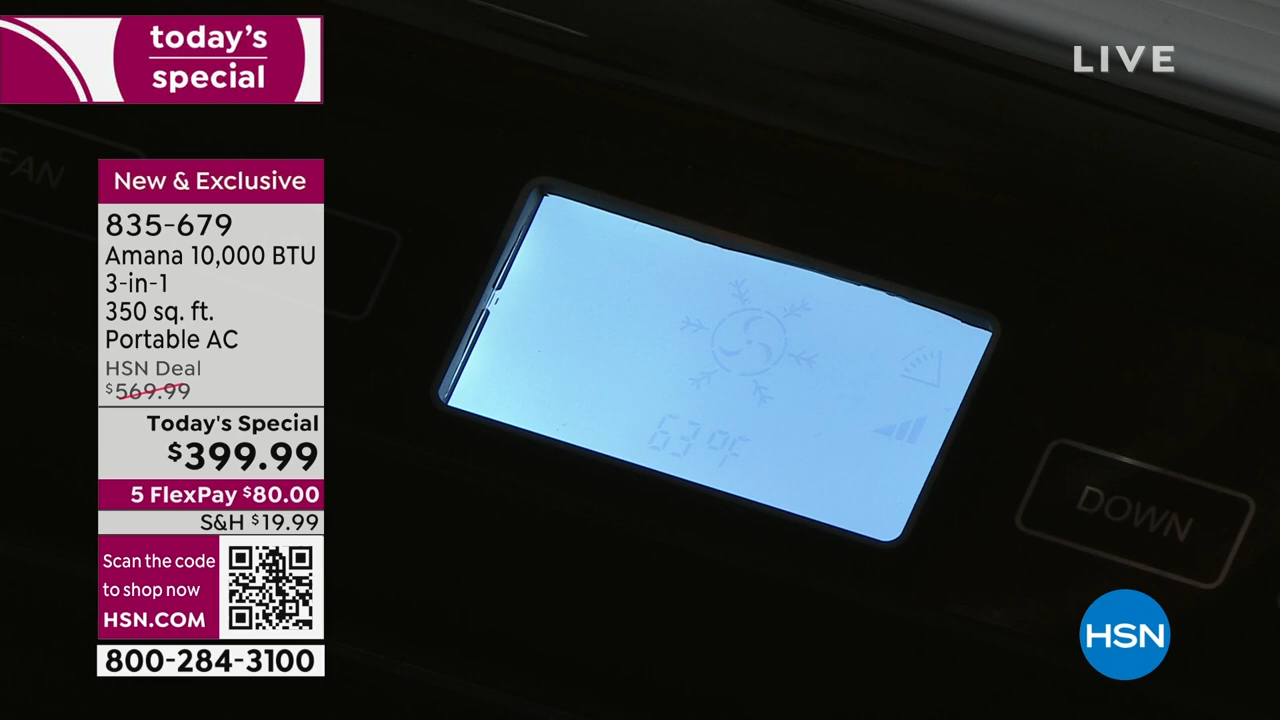 today's
special
LIVE
FAN
New & Exclusive
835-679
Amana 10,000 BTU
3-in-1
350 sq. ft.
Portable AC
HSN Deal
$569.99
Today's Special
$399.99
5 FlexPay $80.00
S&H $19.99
Scan the code
to shop now
HSN.COM
800-284-3100
63°F
DOWN
HSN